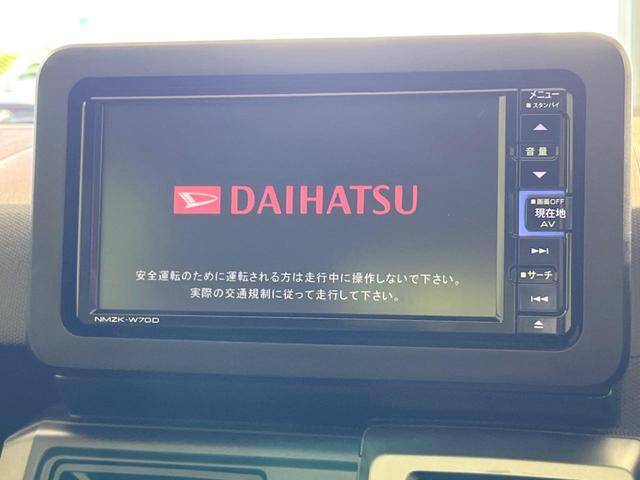 メニュー
■スタンバイ
音量
DAIHATSU
■画面OFF
現在地
AV
■サーチ
安全運転のために運転される方は走行中に操作しないで下さい。
実際の交通規制に従って走行して下さい。
NMZK-W70D